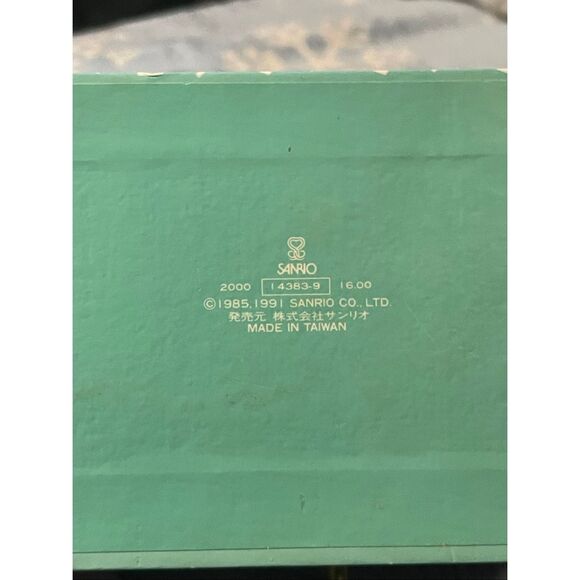 SANRIO
2000 14383-9 16.00
©1985,1991 SANRIO CO., LTD.
発売元 株式会社サンリオ
MADE IN TAIWAN